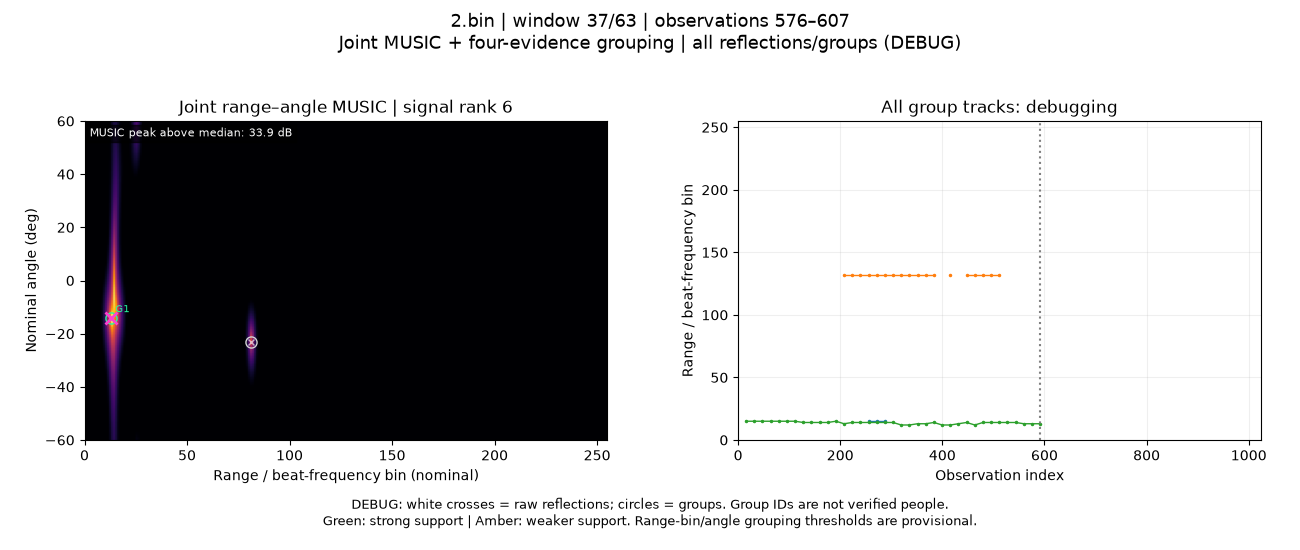 2.bin | window 37/63 | observations 576–607
Joint MUSIC + four-evidence grouping | all reflections/groups (DEBUG)
Joint range–angle MUSIC | signal rank 6
MUSIC peak above median: 33.9 dB
60
40
20
0
−20
−40
−60
Nominal angle (deg)
G1
0
50
100
150
200
250
Range / beat-frequency bin (nominal)
All group tracks: debugging
250
200
150
100
50
0
Range / beat-frequency bin
0
200
400
600
800
1000
Observation index
DEBUG: white crosses = raw reflections; circles = groups. Group IDs are not verified people.
Green: strong support | Amber: weaker support. Range-bin/angle grouping thresholds are provisional.